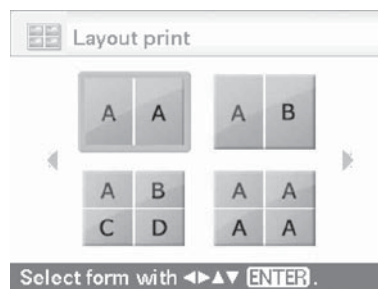 Layout print
A A A B
A B A A
C D A A
Select form with ◄►▲▼ ENTER.